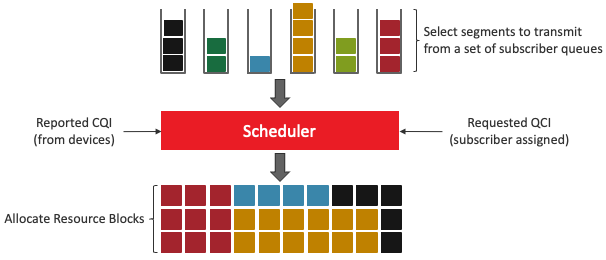 Select segments to transmit
from a set of subscriber queues
Reported CQI
(from devices)
Scheduler
Requested QCI
(subscriber assigned)
Allocate Resource Blocks